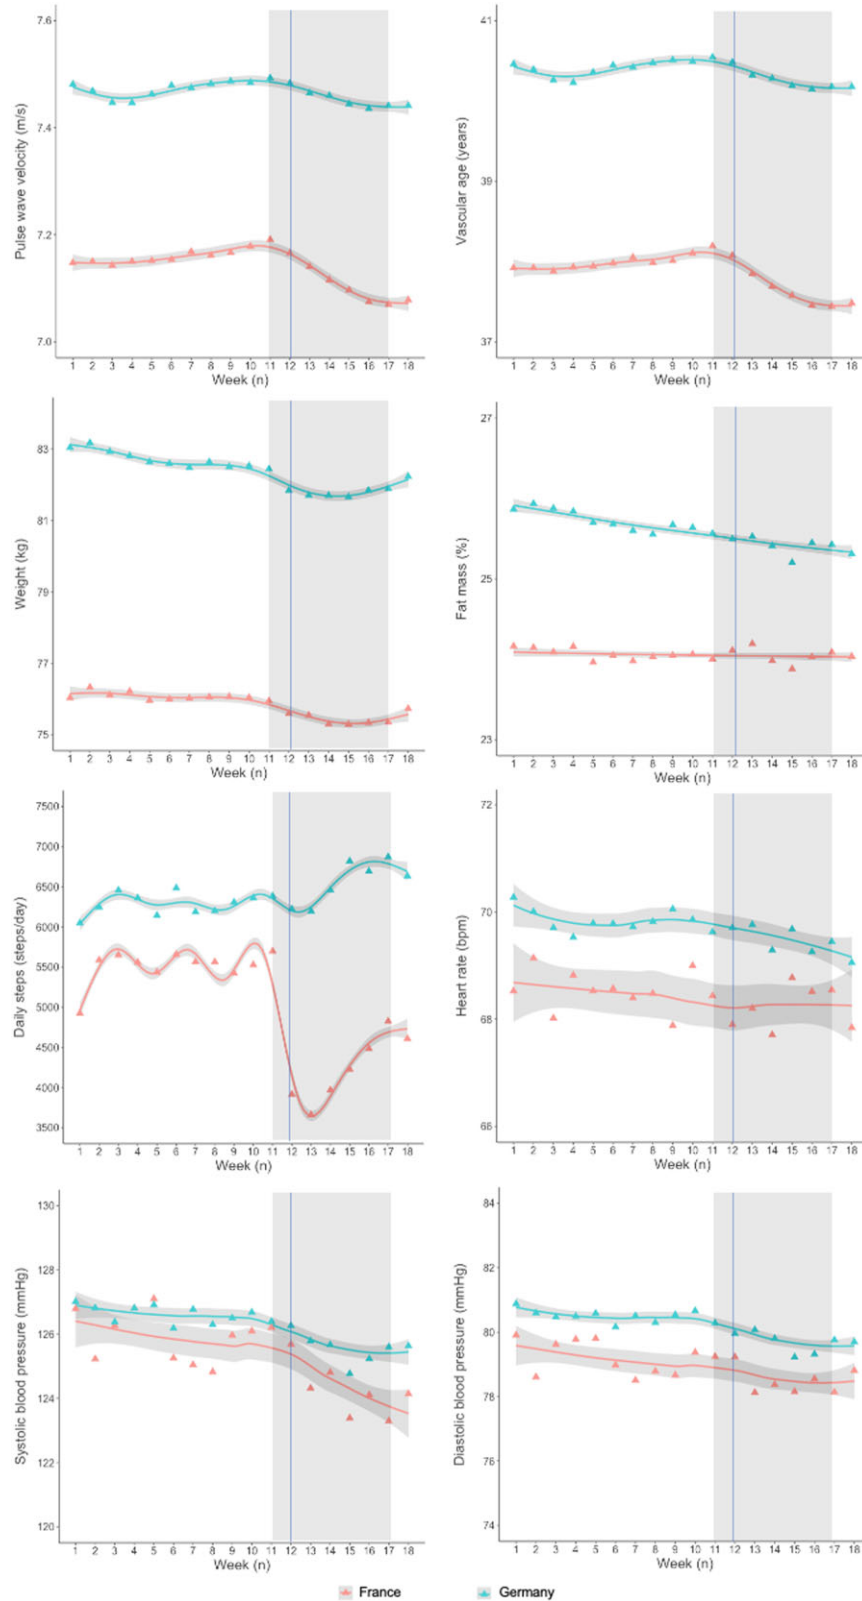 7.6
7.4
7.2
7.0
Pulse wave velocity (m/s)
1 2 3 4 5 6 7 8 9 10 11 12 13 14 15 16 17 18
Week (n)
41
39
37
Vascular age (years)
1 2 3 4 5 6 7 8 9 10 11 12 13 14 15 16 17 18
Week (n)
83
81
79
77
75
Weight (kg)
1 2 3 4 5 6 7 8 9 10 11 12 13 14 15 16 17 18
Week (n)
27
25
23
Fat mass (%)
1 2 3 4 5 6 7 8 9 10 11 12 13 14 15 16 17 18
Week (n)
7500
7000
6500
6000
5500
5000
4500
4000
3500
Daily steps (steps/day)
1 2 3 4 5 6 7 8 9 10 11 12 13 14 15 16 17 18
Week (n)
72
70
68
66
Heart rate (bpm)
1 2 3 4 5 6 7 8 9 10 11 12 13 14 15 16 17 18
Week (n)
130
128
126
124
122
120
Systolic blood pressure (mmHg)
1 2 3 4 5 6 7 8 9 10 11 12 13 14 15 16 17 18
Week (n)
84
82
80
78
76
74
Diastolic blood pressure (mmHg)
1 2 3 4 5 6 7 8 9 10 11 12 13 14 15 16 17 18
Week (n)
France Germany